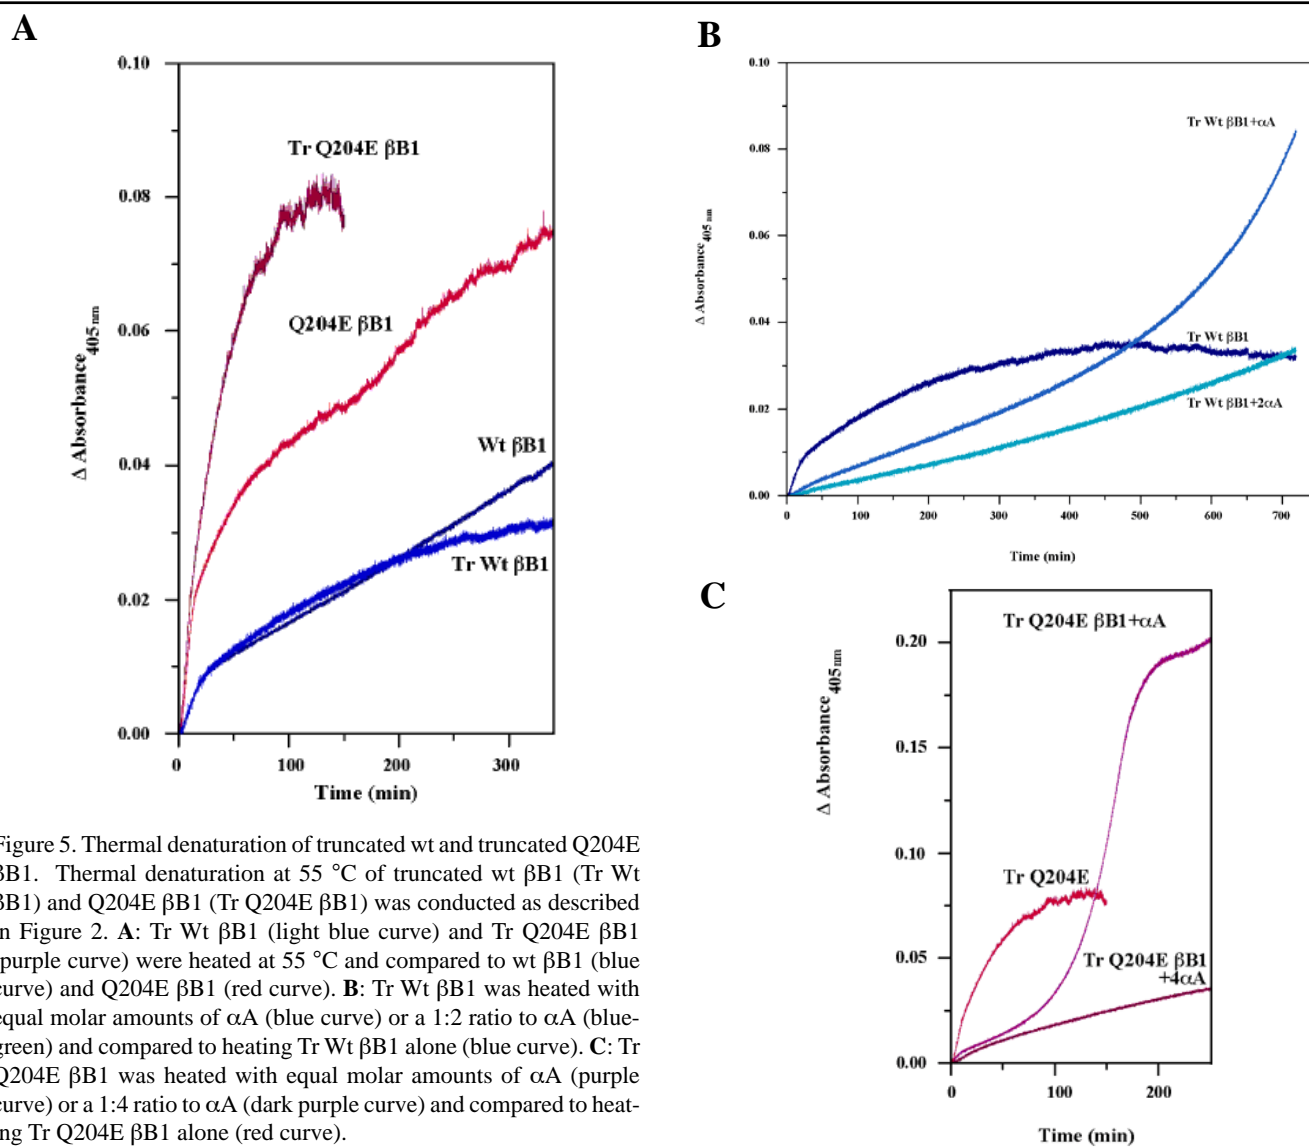 A
0.10
0.08
0.06
0.04
0.02
0.00
Δ Absorbance405 nm
Tr Q204E βB1
Q204E βB1
Wt βB1
Tr Wt βB1
0 100 200 300
Time (min)
B
0.10
0.08
0.06
0.04
0.02
0.00
Δ Absorbance405 nm
Tr Wt βB1+αA
Tr Wt βB1
Tr Wt βB1+2αA
0 100 200 300 400 500 600 700
Time (min)
C
0.20
0.15
0.10
0.05
0.00
Δ Absorbance405nm
Tr Q204E βB1+αA
Tr Q204E
Tr Q204E βB1
+4αA
0 100 200
Time (min)
Figure 5. Thermal denaturation of truncated wt and truncated Q204E
βB1. Thermal denaturation at 55 °C of truncated wt βB1 (Tr Wt
βB1) and Q204E βB1 (Tr Q204E βB1) was conducted as described
in Figure 2. A: Tr Wt βB1 (light blue curve) and Tr Q204E βB1
(purple curve) were heated at 55 °C and compared to wt βB1 (blue
curve) and Q204E βB1 (red curve). B: Tr Wt βB1 was heated with
equal molar amounts of αA (blue curve) or a 1:2 ratio to αA (blue-
green) and compared to heating Tr Wt βB1 alone (blue curve). C: Tr
Q204E βB1 was heated with equal molar amounts of αA (purple
curve) or a 1:4 ratio to αA (dark purple curve) and compared to heat-
ing Tr Q204E βB1 alone (red curve).